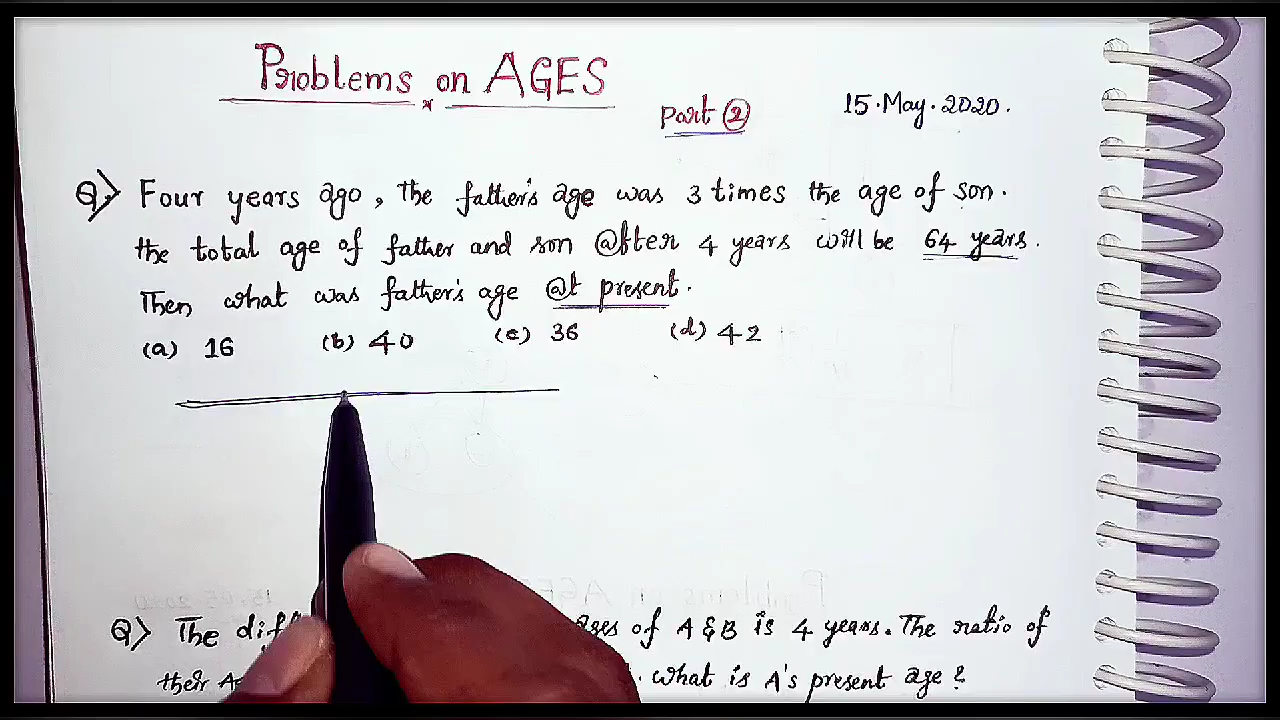 Problems on AGES
Part ②
15.May.2020.
Q> Four years ago, the father's age was 3 times the age of son.
the total age of father and son @fter 4 years will be 64 years.
Then what was father's age @t present.
(a) 16 (b) 40 (c) 36 (d) 42
Q> The ages of A & B is 4 years. The ratio of
their what is A's present age?